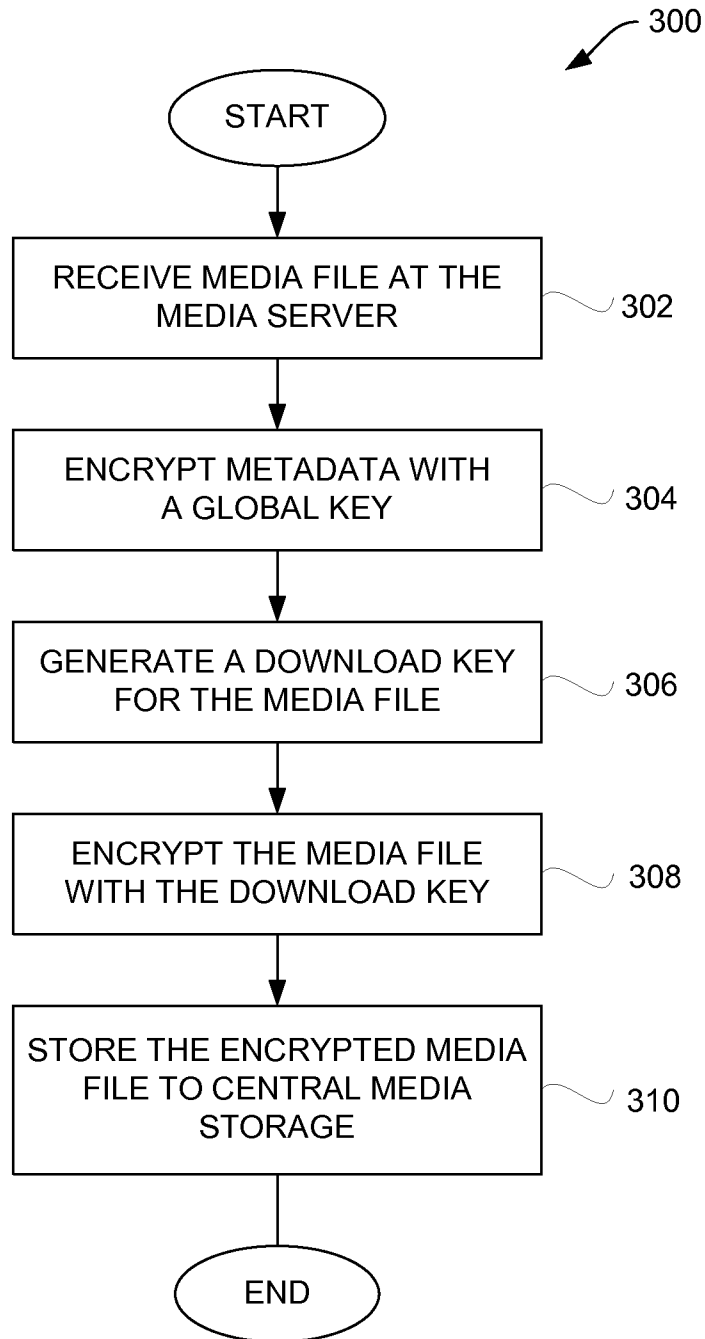 300
START
RECEIVE MEDIA FILE AT THE
MEDIA SERVER
302
ENCRYPT METADATA WITH
A GLOBAL KEY
304
GENERATE A DOWNLOAD KEY
FOR THE MEDIA FILE
306
ENCRYPT THE MEDIA FILE
WITH THE DOWNLOAD KEY
308
STORE THE ENCRYPTED MEDIA
FILE TO CENTRAL MEDIA
STORAGE
310
END